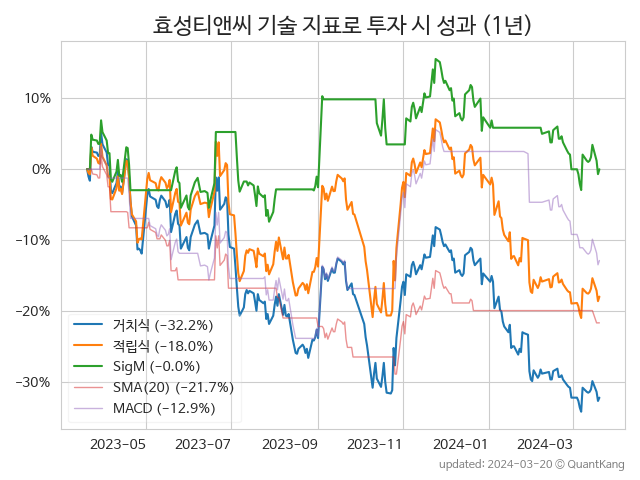 효성티앤씨 기술 지표로 투자 시 성과 (1년)
10%
0%
−10%
−20%
−30%
거치식 (−32.2%)
적립식 (−18.0%)
SigM (−0.0%)
SMA(20) (−21.7%)
MACD (−12.9%)
2023−05 2023−07 2023−09 2023−11 2024−01 2024−03
updated: 2024−03−20 © QuantKang